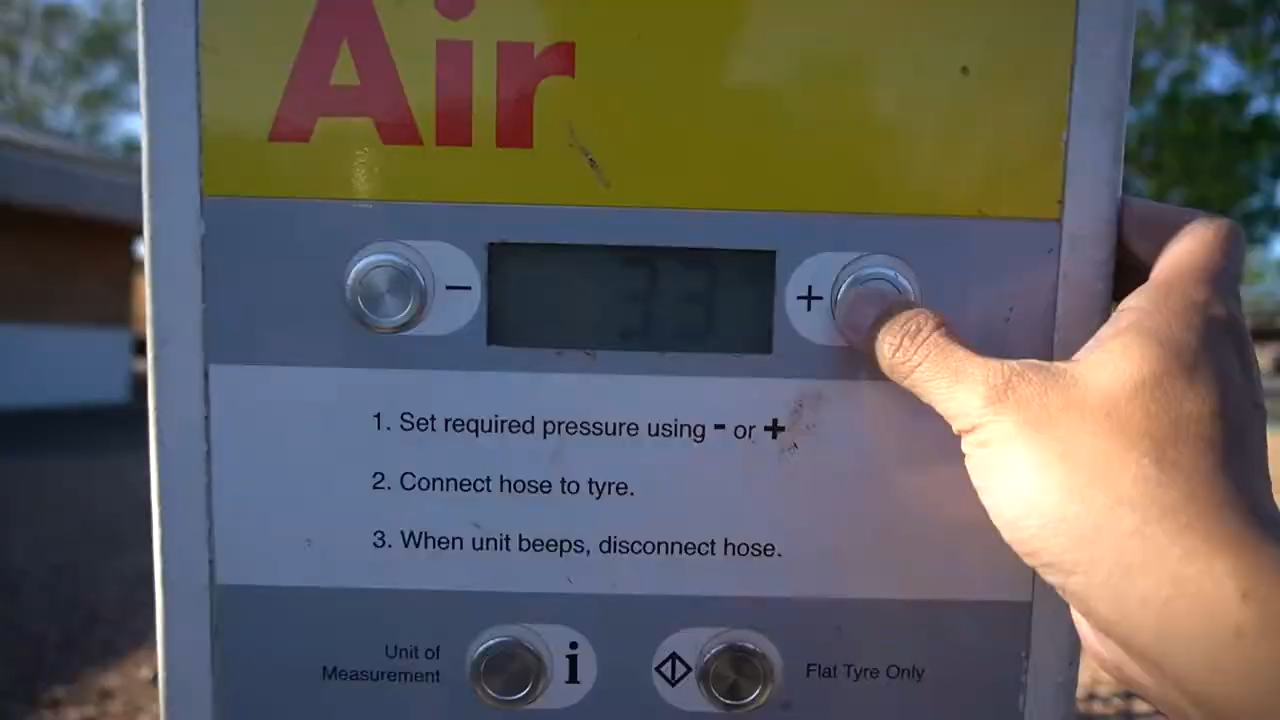 Air
- 33 +
1. Set required pressure using - or +
2. Connect hose to tyre.
3. When unit beeps, disconnect hose.
Unit of
Measurement
i
Flat Tyre Only